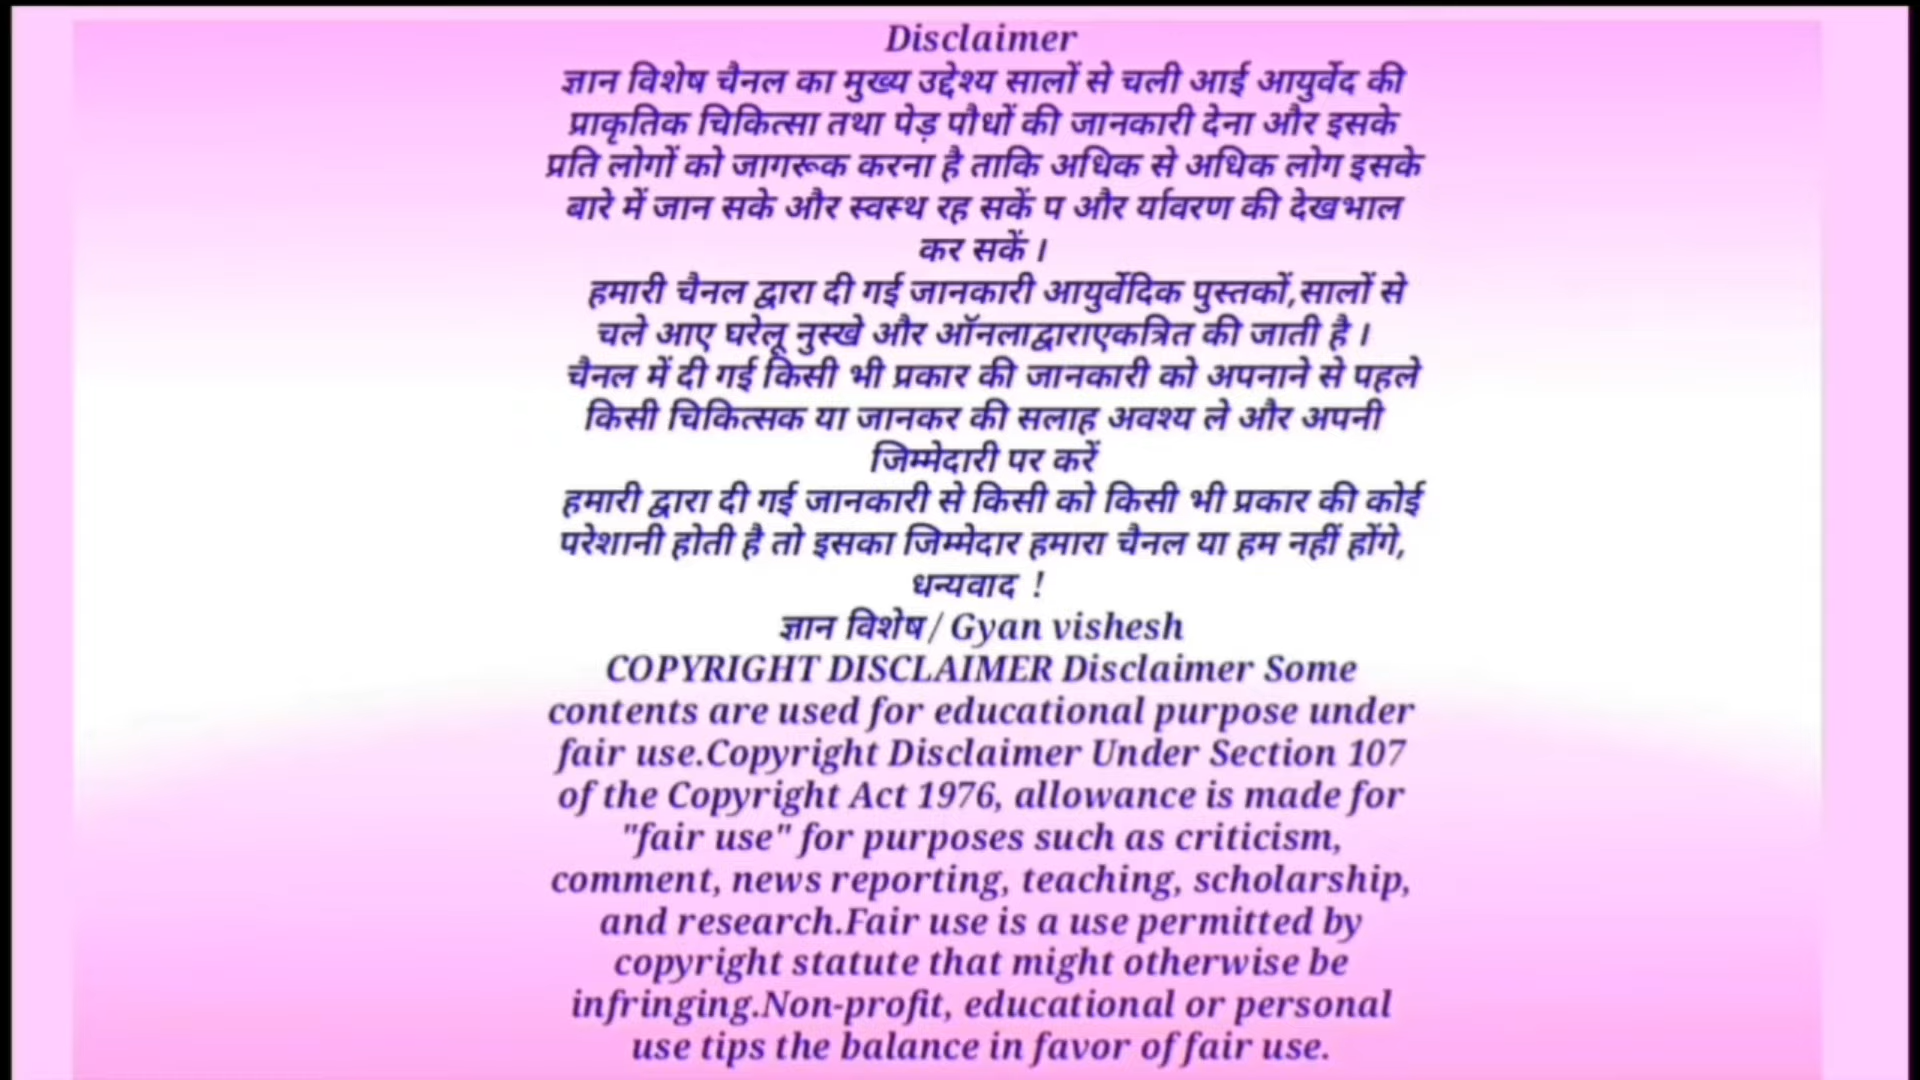 Disclaimer
ज्ञान विशेष चैनल का मुख्य उद्देश्य सालों से चली आई आयुर्वेद की
प्राकृतिक चिकित्सा तथा पेड़ पौधों की जानकारी देना और इसके
प्रति लोगों को जागरूक करना है ताकि अधिक से अधिक लोग इसके
बारे में जान सके और स्वस्थ रह सकें प और र्यावरण की देखभाल
कर सकें ।
हमारी चैनल द्वारा दी गई जानकारी आयुर्वेदिक पुस्तकों,सालों से
चले आए घरेलू नुस्खे और ऑनलाद्वाराएकत्रित की जाती है ।
चैनल में दी गई किसी भी प्रकार की जानकारी को अपनाने से पहले
किसी चिकित्सक या जानकर की सलाह अवश्य ले और अपनी
जिम्मेदारी पर करें
हमारी द्वारा दी गई जानकारी से किसी को किसी भी प्रकार की कोई
परेशानी होती है तो इसका जिम्मेदार हमारा चैनल या हम नहीं होंगे,
धन्यवाद !
ज्ञान विशेष / Gyan vishesh
COPYRIGHT DISCLAIMER Disclaimer Some
contents are used for educational purpose under
fair use.Copyright Disclaimer Under Section 107
of the Copyright Act 1976, allowance is made for
"fair use" for purposes such as criticism,
comment, news reporting, teaching, scholarship,
and research.Fair use is a use permitted by
copyright statute that might otherwise be
infringing.Non-profit, educational or personal
use tips the balance in favor of fair use.